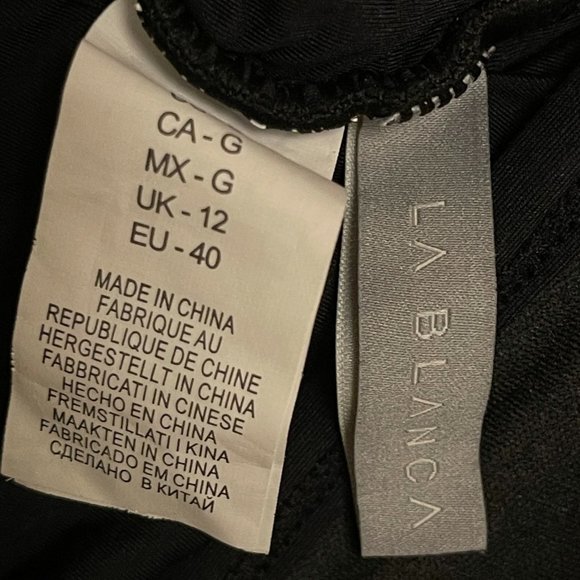 CA - G
MX - G
UK - 12
EU - 40
MADE IN CHINA
FABRIQUE AU
REPUBLIQUE DE CHINE
HERGESTELLT IN CHINA
FABBRICATI IN CINESE
HECHO EN CHINA
FREMSTILLAT I KINA
MAAKTEN IN CHINA
FABRICADO EM CHINA
СДЕЛАНО В КИТАЙ
LA BLANCA